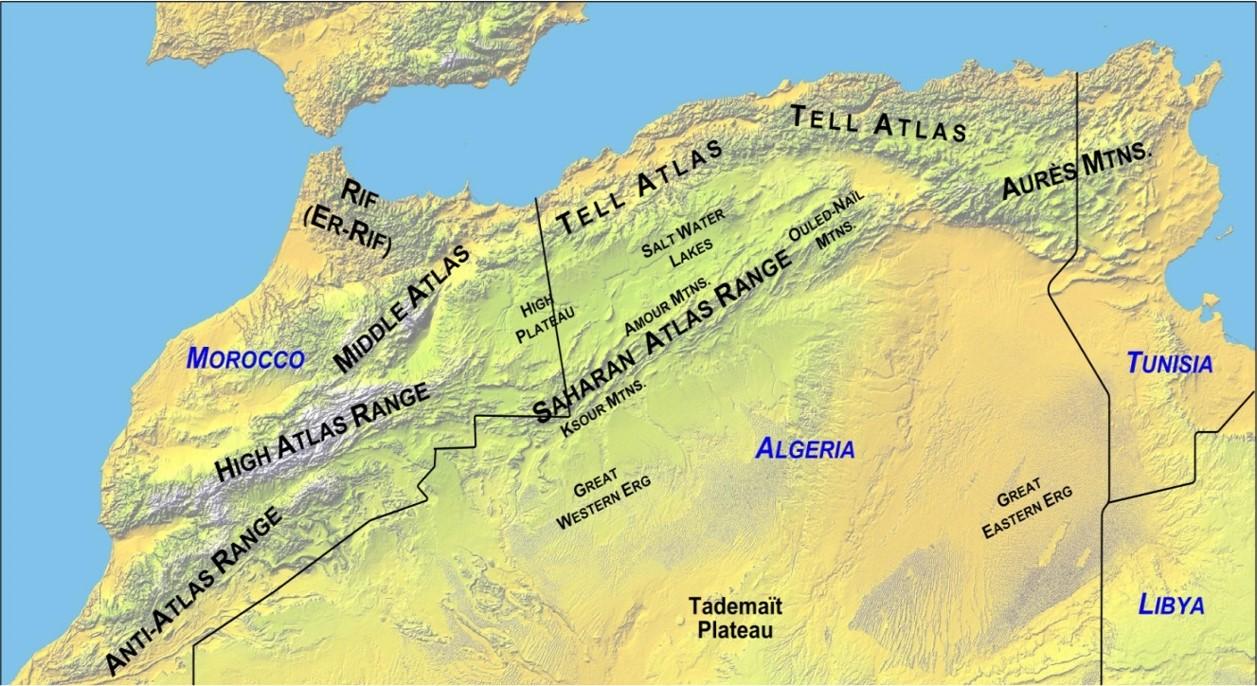 TELL ATLAS
TELL ATLAS
AURÈS MTNS.
RIF
(ER-RIF)
SALT WATER
LAKES
OULED-NAÏL
MTNS.
MIDDLE ATLAS
HIGH
PLATEAU
AMOUR MTNS.
SAHARAN ATLAS RANGE
KSOUR MTNS.
MOROCCO
TUNISIA
HIGH ATLAS RANGE
ALGERIA
GREAT
WESTERN ERG
GREAT
EASTERN ERG
ANTI-ATLAS RANGE
Tademaït
Plateau
LIBYA